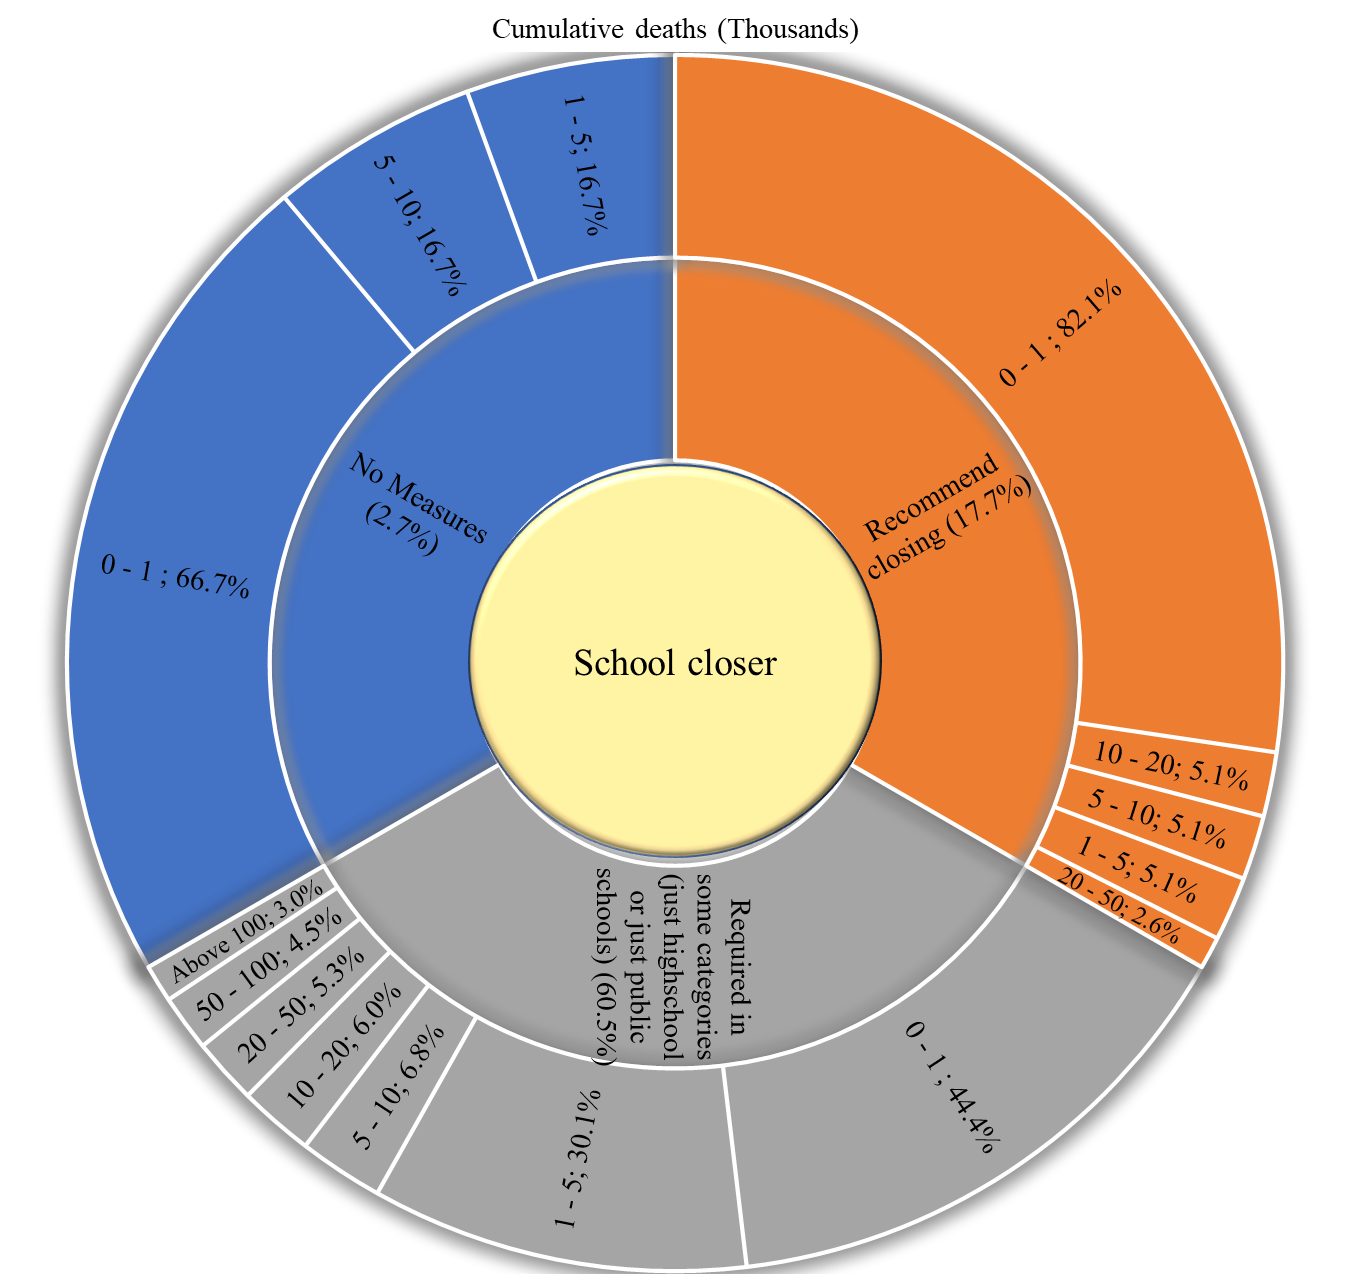 Cumulative deaths (Thousands)
1 - 5; 16.7%
5 - 10; 16.7%
0 - 1 ; 66.7%
No Measures
(2.7%)
0 - 1 ; 82.1%
10 - 20; 5.1%
5 - 10; 5.1%
1 - 5; 5.1%
20 - 50; 2.6%
Recommend
closing (17.7%)
School closer
Required in
some categories
(just highschool
or just public
schools) (60.5%)
0 - 1 ; 44.4%
1 - 5; 30.1%
5 - 10; 6.8%
10 - 20; 6.0%
20 - 50; 5.3%
50 - 100; 4.5%
Above 100; 3.0%